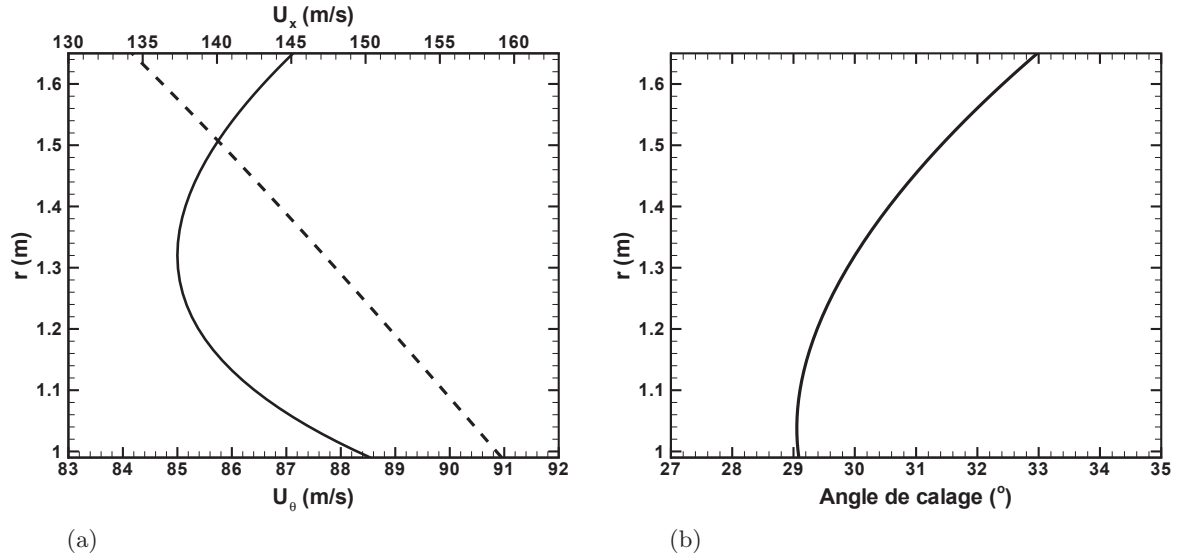 U_x (m/s)
130 135 140 145 150 155 160
1.6
1.5
1.4
1.3
1.2
1.1
1
r (m)
83 84 85 86 87 88 89 90 91 92
U_θ (m/s)
(a)
1.6
1.5
1.4
1.3
1.2
1.1
1
r (m)
27 28 29 30 31 32 33 34 35
Angle de calage (°)
(b)